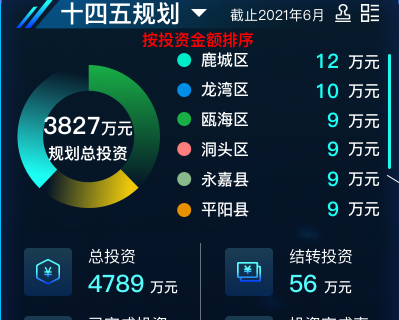 十四五规划
截止2021年6月
按投资金额排序
鹿城区 12 万元
龙湾区 10 万元
瓯海区 9 万元
洞头区 9 万元
永嘉县 9 万元
平阳县 9 万元
3827万元
规划总投资
总投资
4789 万元
结转投资
56 万元